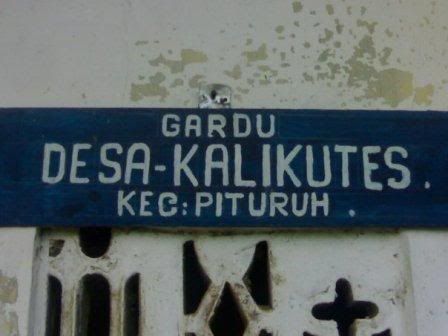 GARDU
DESA-KALIKUTES.
KEC:PITURUH.